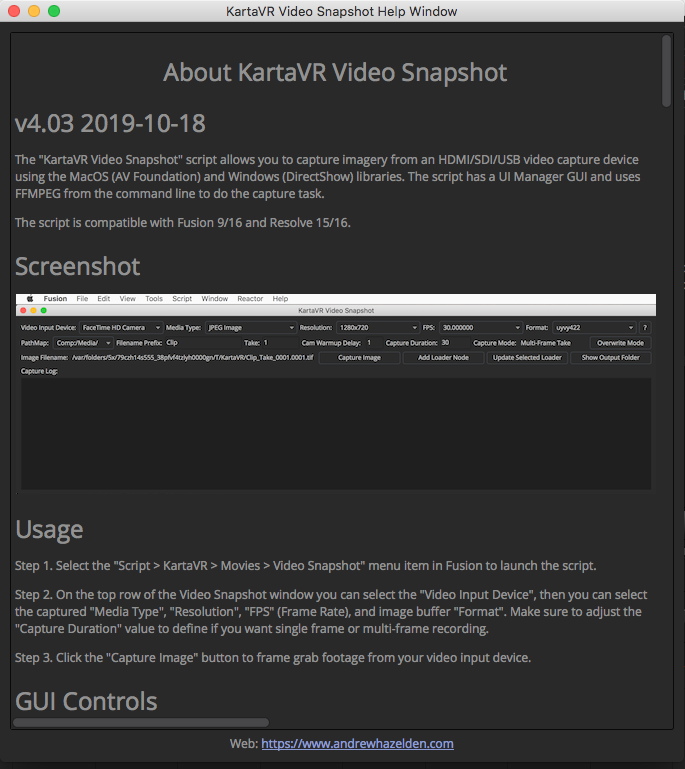 KartaVR Video Snapshot Help Window
About KartaVR Video Snapshot
v4.03 2019-10-18
The "KartaVR Video Snapshot" script allows you to capture imagery from an HDMI/SDI/USB video capture device
using the MacOS (AV Foundation) and Windows (DirectShow) libraries. The script has a UI Manager GUI and uses
FFMPEG from the command line to do the capture task.
The script is compatible with Fusion 9/16 and Resolve 15/16.
Screenshot
Fusion File Edit View Tools Script Window Reactor Help
KartaVR Video Snapshot
Video Input Device: FaceTime HD Camera Media Type: JPEG Image Resolution: 1280x720 FPS: 30.000000 Format: uyvy422 ?
PathMap: Comp:/Media/ Filename Prefix: Clip Take: 1 Cam Warmup Delay: 1 Capture Duration: 30 Capture Mode: Multi-Frame Take Overwrite Mode
Image Filename: /var/folders/5x/79czh14s555_38pfvf4tzlyh0000gn/T/KartaVR/Clip_Take_0001.0001.tif Capture Image Add Loader Node Update Selected Loader Show Output Folder
Capture Log:
Usage
Step 1. Select the "Script > KartaVR > Movies > Video Snapshot" menu item in Fusion to launch the script.
Step 2. On the top row of the Video Snapshot window you can select the "Video Input Device", then you can select
the captured "Media Type", "Resolution", "FPS" (Frame Rate), and image buffer "Format". Make sure to adjust the
"Capture Duration" value to define if you want single frame or multi-frame recording.
Step 3. Click the "Capture Image" button to frame grab footage from your video input device.
GUI Controls
Web: https://www.andrewhazelden.com